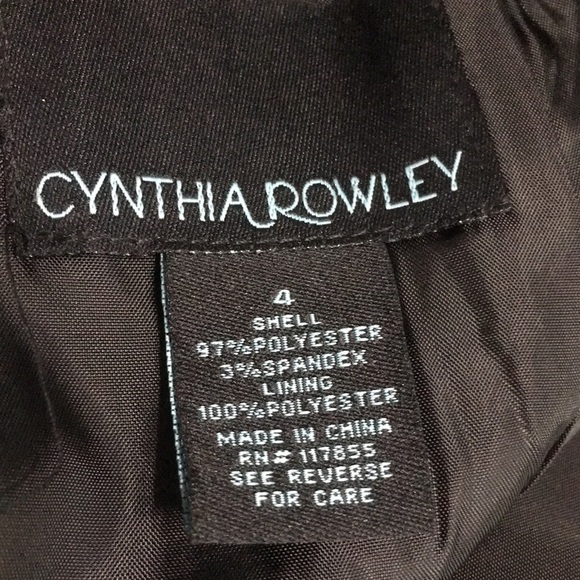 CYNTHIA ROWLEY
4
SHELL
97%POLYESTER
3%SPANDEX
LINING
100%POLYESTER
MADE IN CHINA
RN# 117855
SEE REVERSE
FOR CARE